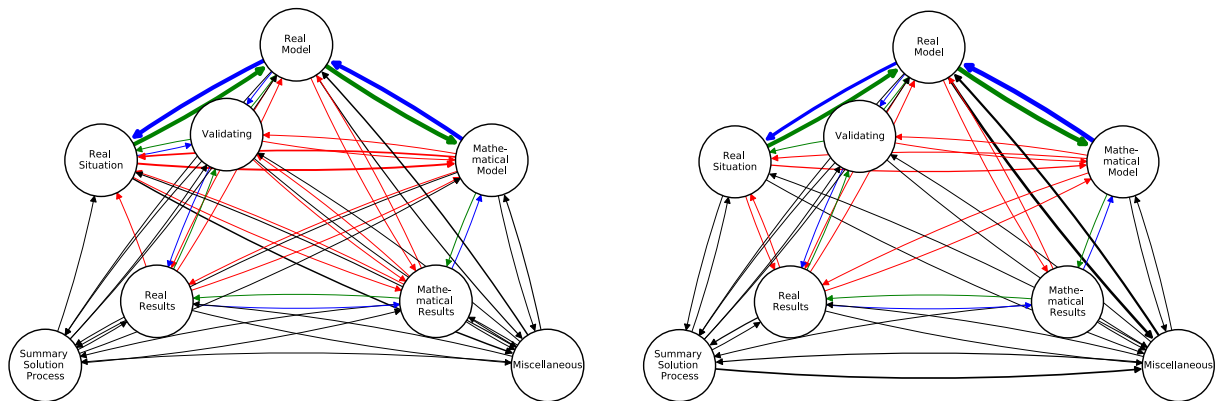 Real
Model
Validating
Real
Situation
Mathe-
matical
Model
Real
Results
Mathe-
matical
Results
Summary
Solution
Process
Miscellaneous
Real
Model
Validating
Real
Situation
Mathe-
matical
Model
Real
Results
Mathe-
matical
Results
Summary
Solution
Process
Miscellaneous